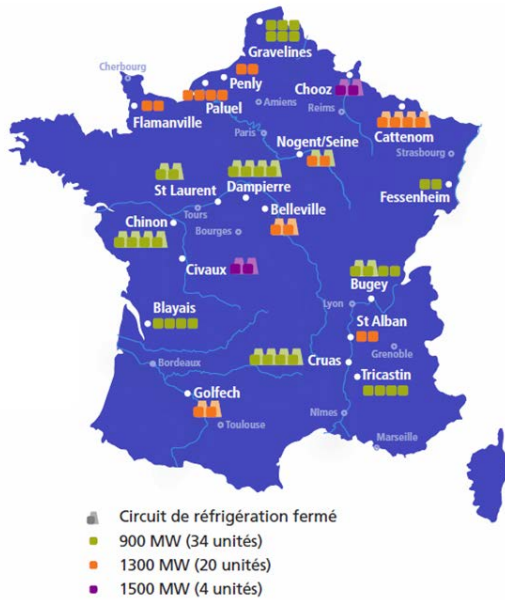 Gravelines
Cherbourg
Penly
Chooz
Paluel
Amiens
Reims
Flamanville
Cattenom
Paris
Nogent/Seine
Strasbourg
St Laurent
Dampierre
Fessenheim
Tours
Belleville
Chinon
Bourges
Civaux
Bugey
Lyon
Blayais
St Alban
Grenoble
Cruas
Bordeaux
Tricastin
Golfech
Nîmes
Toulouse
Marseille
Circuit de réfrigération fermé
900 MW (34 unités)
1300 MW (20 unités)
1500 MW (4 unités)